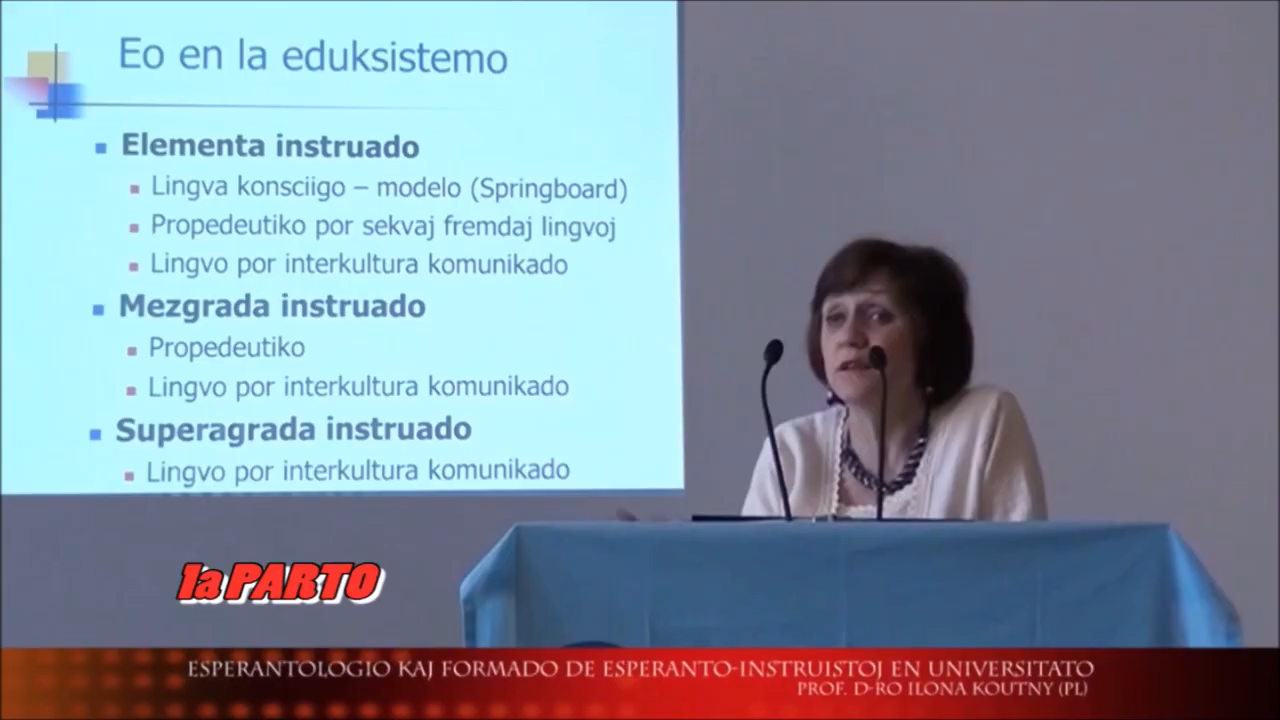 Eo en la eduksistemo
Elementa instruado
Lingva konsciigo – modelo (Springboard)
Propedeutiko por sekvaj fremdaj lingvoj
Lingvo por interkultura komunikado
Mezgrada instruado
Propedeutiko
Lingvo por interkultura komunikado
Superagrada instruado
Lingvo por interkultura komunikado
1a PARTO
ESPERANTOLOGIO KAJ FORMADO DE ESPERANTO-INSTRUISTOJ EN UNIVERSITATO
PROF. D-RO ILONA KOUTNY (PL)